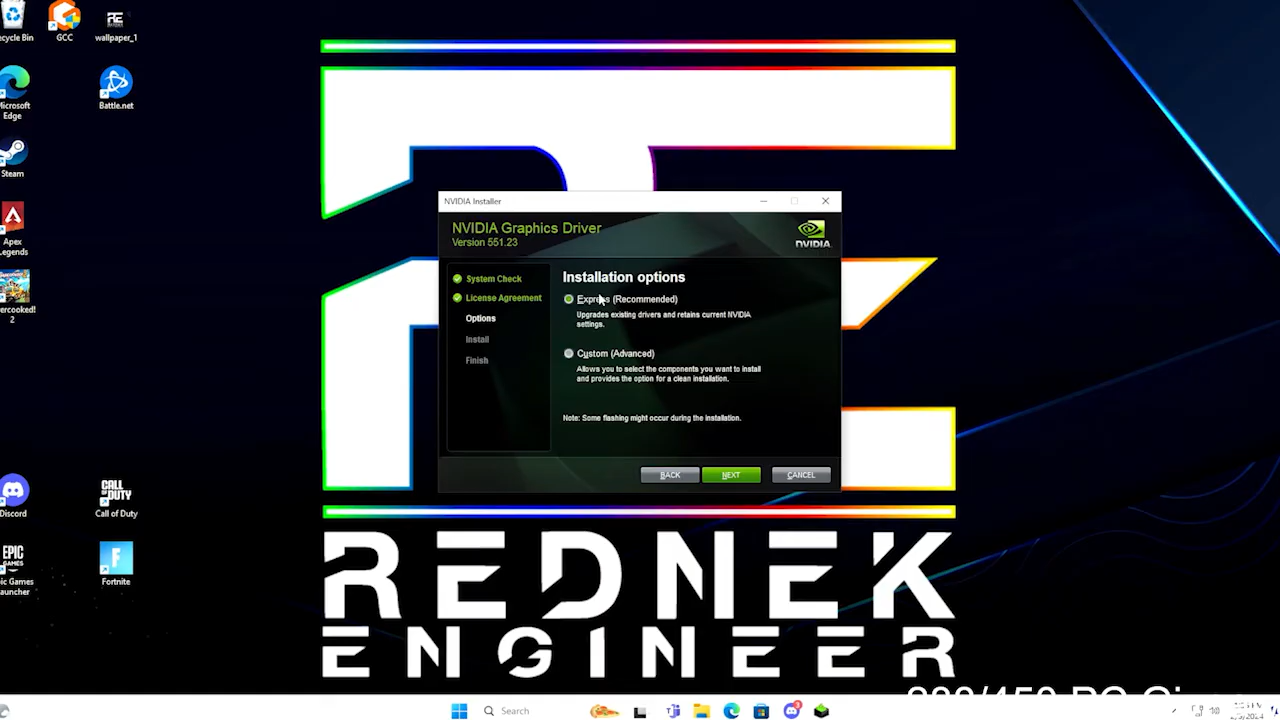 ecycle Bin
GCC
wallpaper_1
Microsoft
Edge
Battle.net
Steam
Apex
Legends
ercooked!
2
Discord
CALL OF DUTY
Call of Duty
EPIC
GAMES
pic Games
auncher
F
Fortnite
NVIDIA Installer
NVIDIA Graphics Driver
Version 551.23
NVIDIA
System Check
License Agreement
Options
Install
Finish
Installation options
Express (Recommended)
Upgrades existing drivers and retains current NVIDIA
settings.
Custom (Advanced)
Allows you to select the components you want to install
and provides the option for a clean installation.
Note: Some flashing might occur during the installation.
BACK
NEXT
CANCEL
REDNEK
ENGINEER
Search